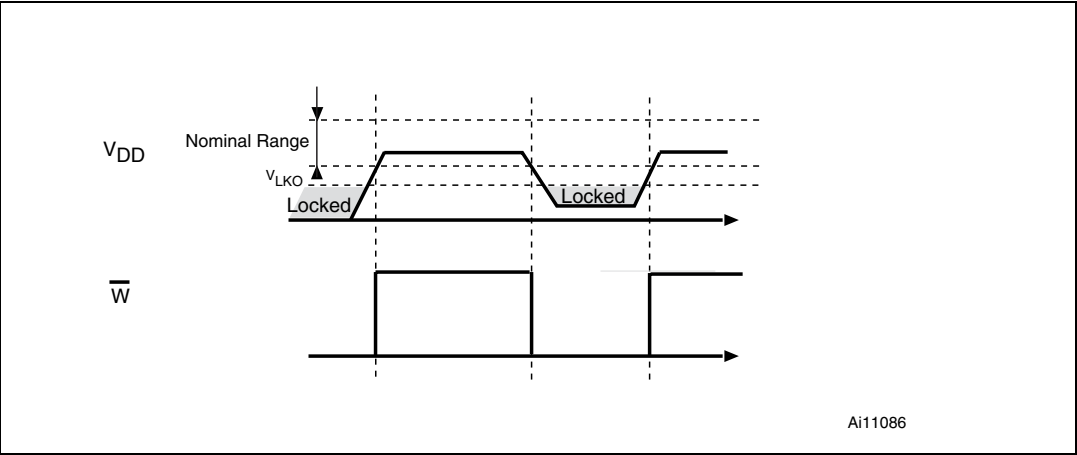 Nominal Range
VDD
VLKO
Locked
Locked
W̅
Ai11086